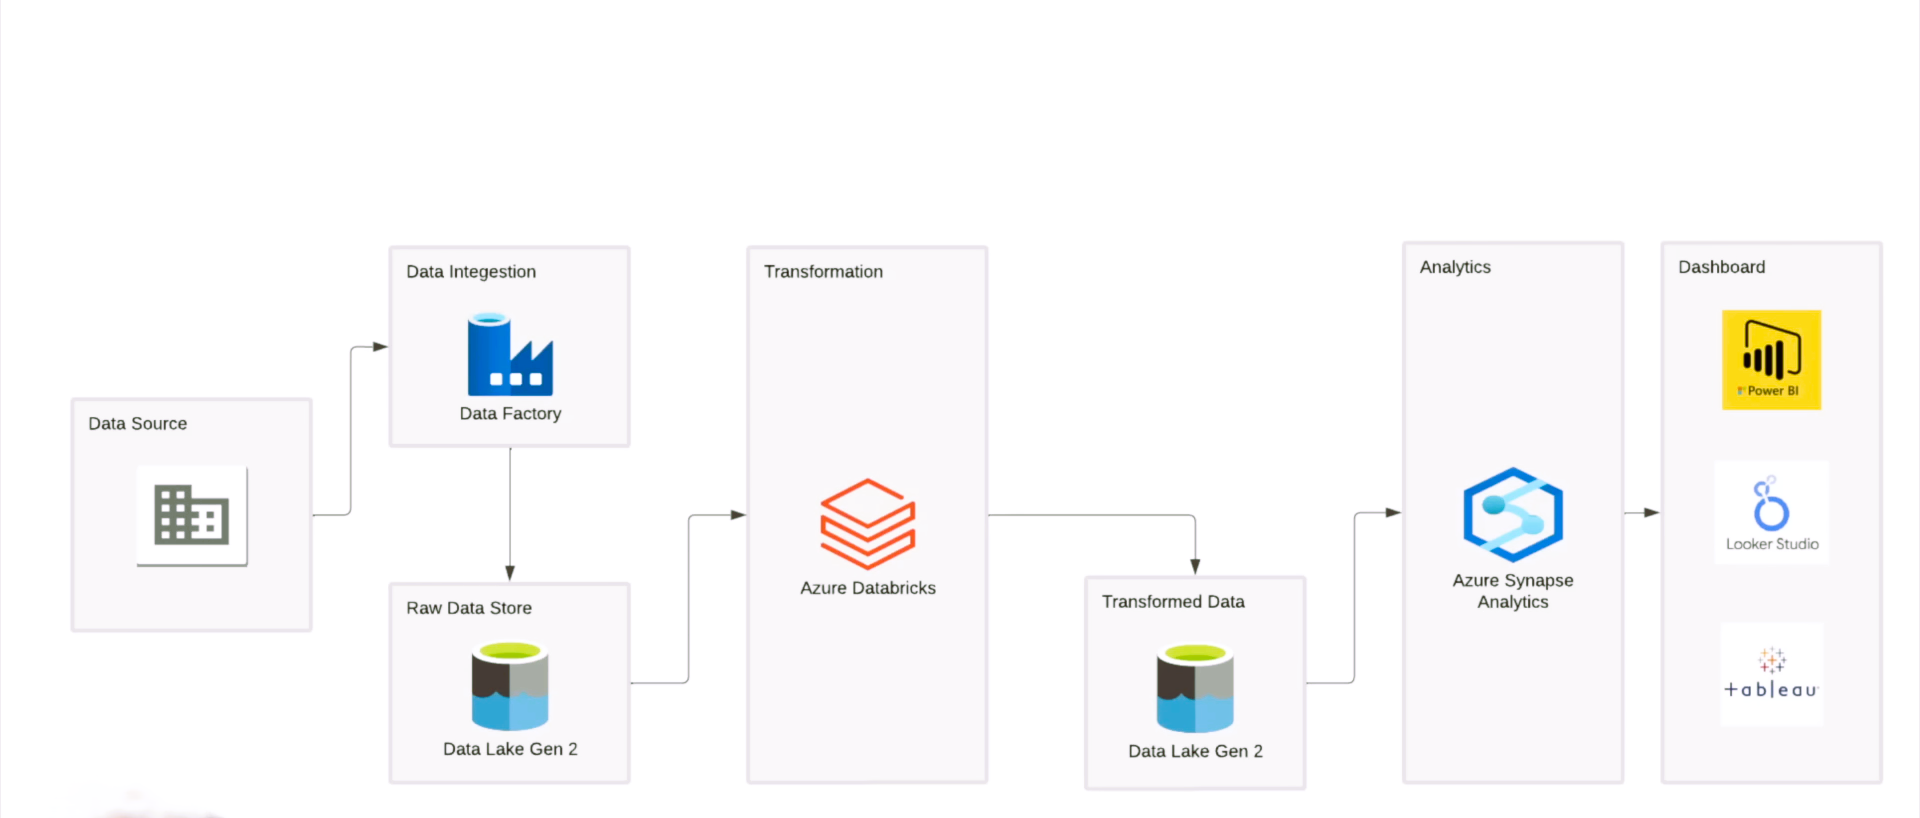 Data Source
Data Integestion
Data Factory
Raw Data Store
Data Lake Gen 2
Transformation
Azure Databricks
Transformed Data
Data Lake Gen 2
Analytics
Azure Synapse
Analytics
Dashboard
Power BI
Looker Studio
+ableau